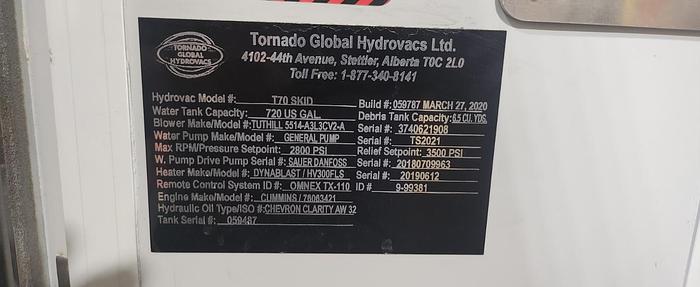 TORNADO
GLOBAL
HYDROVACS
Tornado Global Hydrovacs Ltd.
4102-44th Avenue, Stettler, Alberta T0C 2L0
Toll Free: 1-877-340-8141
Hydrovac Model #: T70 SKID Build #: 059787 MARCH 27, 2020
Water Tank Capacity: 720 US GAL Debris Tank Capacity: 6.5 CU. YDS.
Blower Make/Model #: TUTHILL 5514-A3L3CV2-A Serial #: 3740621908
Water Pump Make/Model #: GENERAL PUMP Serial #: TS2021
Max RPM/Pressure Setpoint: 2800 PSI Relief Setpoint: 3500 PSI
W. Pump Drive Pump Serial #: SAUER DANFOSS Serial #: 20180709963
Heater Make/Model #: DYNABLAST / HV300FLS Serial #: 20190612
Remote Control System ID #: OMNEX TX-110 ID # 9-99381
Engine Make/Model #: CUMMINS / 76063421
Hydraulic Oil Type/ISO #: CHEVRON CLARITY AW 32
Tank Serial #: 059487